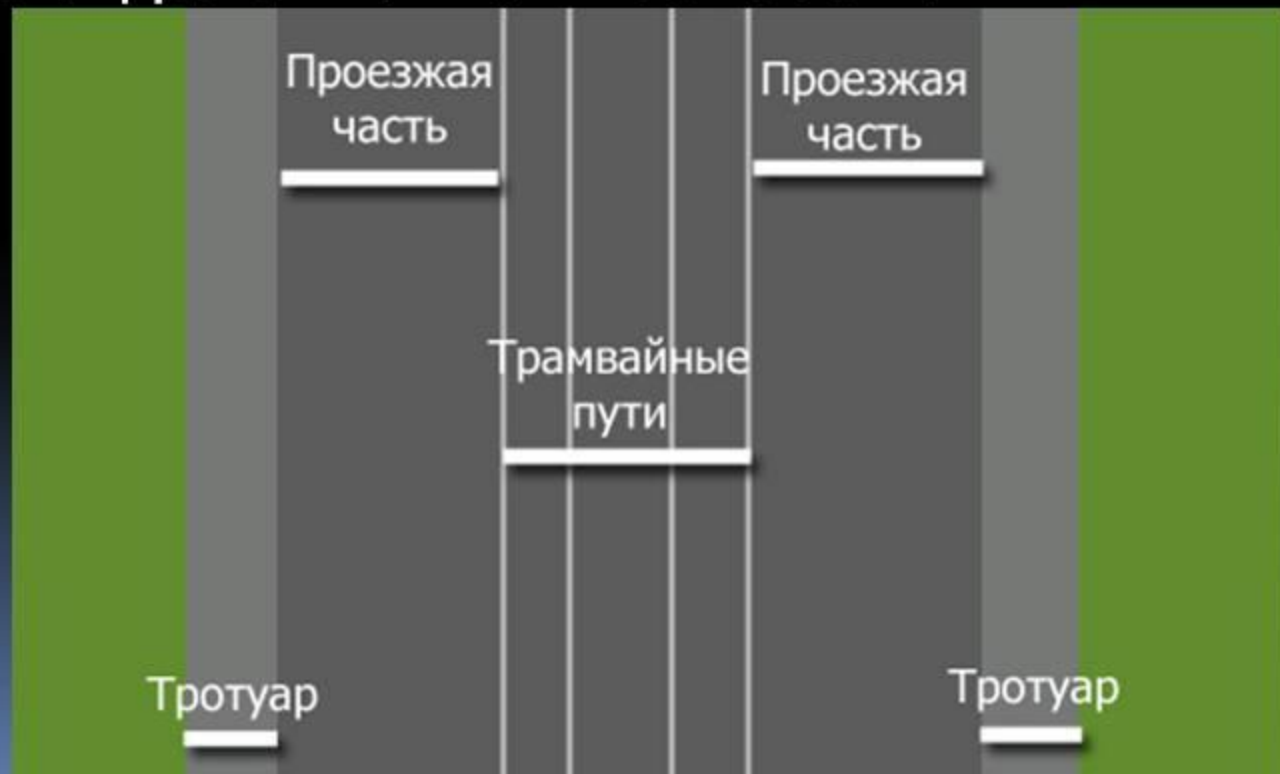 Проезжая
часть
Проезжая
часть
Трамвайные
пути
Тротуар
Тротуар